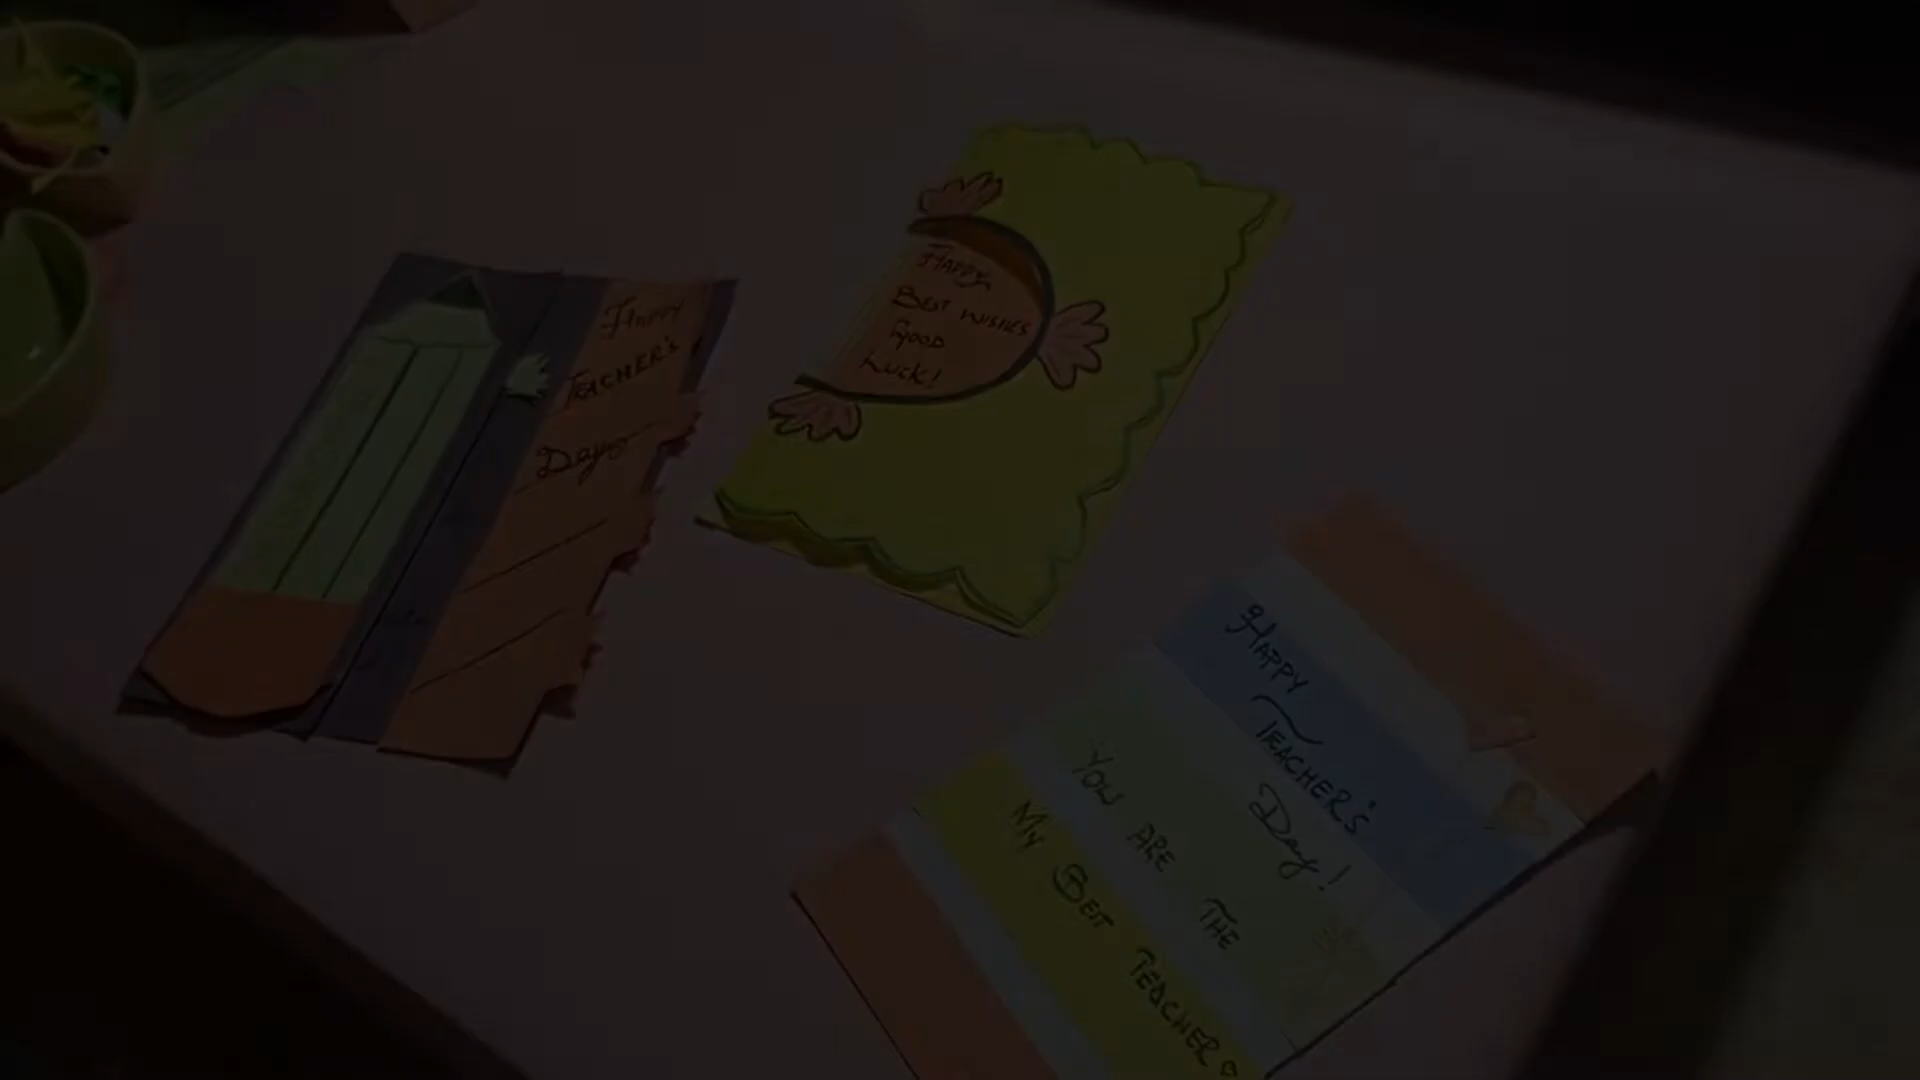 Happy
Teacher's
Day
Happy
Best wishes
Good
Luck!
Happy
Teacher's
Day!
You are the
My Best Teacher